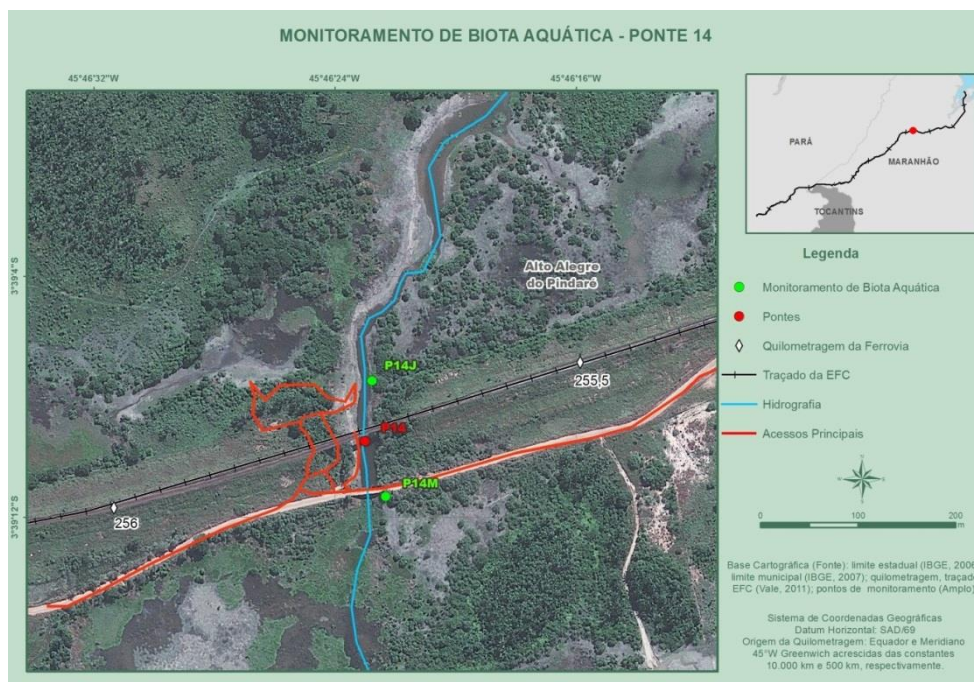 MONITORAMENTO DE BIOTA AQUÁTICA - PONTE 14
45°46'32"W
45°46'24"W
45°46'16"W
3°39'4"S
3°39'12"S
Alto Alegre
do Pindaré
P14J
P14
P14M
255,5
256
PARÁ
MARANHÃO
TOCANTINS
Legenda
Monitoramento de Biota Aquática
Pontes
Quilometragem da Ferrovia
Traçado da EFC
Hidrografia
Acessos Principais
0 100 200
m
Base Cartográfica (Fonte): limite estadual (IBGE, 2006
limite municipal (IBGE, 2007); quilometragem, traçado
EFC (Vale, 2011); pontos de monitoramento (Amplo)
Sistema de Coordenadas Geográficas
Datum Horizontal: SAD/69
Origem da Quilometragem: Equador e Meridiano
45°W Greenwich acrescidas das constantes
10.000 km e 500 km, respectivamente.